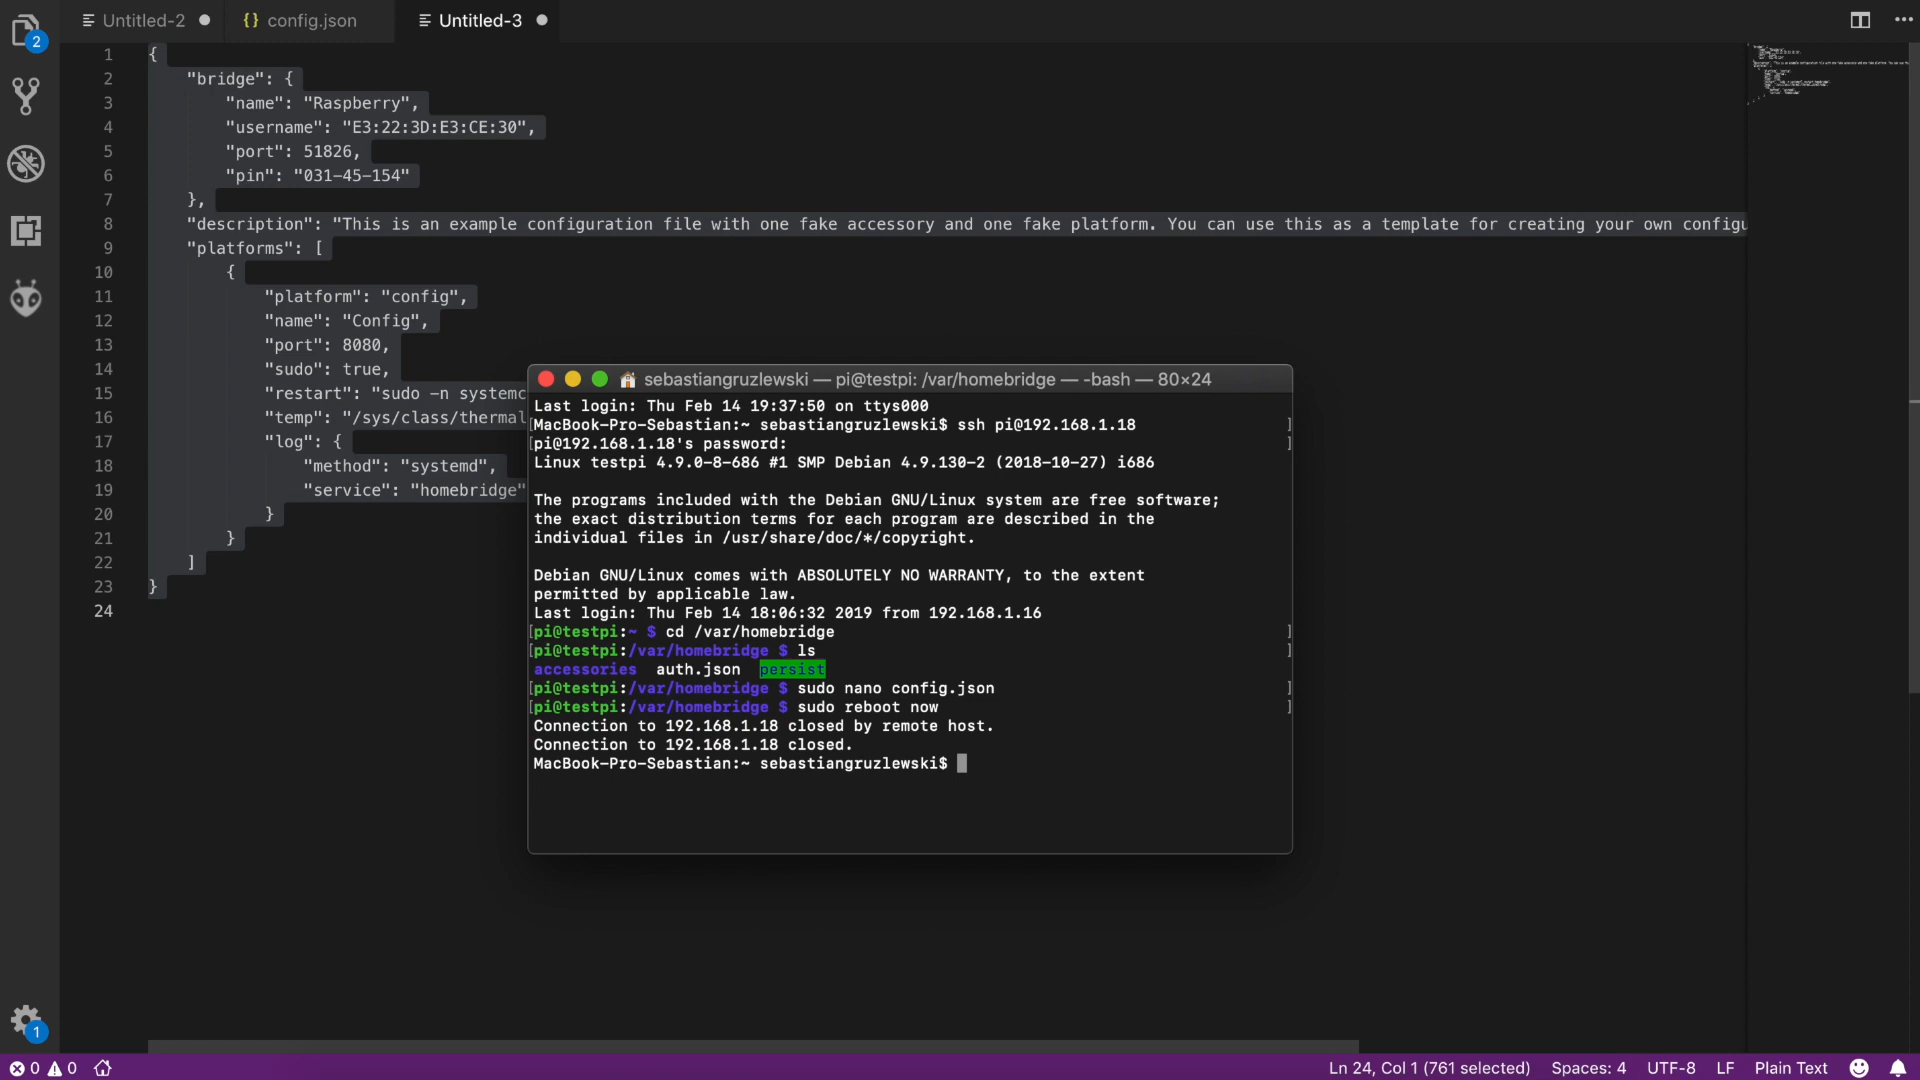 2
Untitled-2
{} config.json
Untitled-3
1 {
2 "bridge": {
3 "name": "Raspberry",
4 "username": "E3:22:3D:E3:CE:30",
5 "port": 51826,
6 "pin": "031-45-154"
7 },
8 "description": "This is an example configuration file with one fake accessory and one fake platform. You can use this as a template for creating your own configu
9 "platforms": [
10 {
11 "platform": "config",
12 "name": "Config",
13 "port": 8080,
14 "sudo": true,
15 "restart": "sudo -n systemc
16 "temp": "/sys/class/thermal
17 "log": {
18 "method": "systemd",
19 "service": "homebridge"
20 }
21 }
22 ]
23 }
24
sebastiangruzlewski — pi@testpi: /var/homebridge — -bash — 80×24
Last login: Thu Feb 14 19:37:50 on ttys000
[MacBook-Pro-Sebastian:~ sebastiangruzlewski$ ssh pi@192.168.1.18 ]
[pi@192.168.1.18's password: ]
Linux testpi 4.9.0-8-686 #1 SMP Debian 4.9.130-2 (2018-10-27) i686
The programs included with the Debian GNU/Linux system are free software;
the exact distribution terms for each program are described in the
individual files in /usr/share/doc/*/copyright.
Debian GNU/Linux comes with ABSOLUTELY NO WARRANTY, to the extent
permitted by applicable law.
Last login: Thu Feb 14 18:06:32 2019 from 192.168.1.16
[pi@testpi:~ $ cd /var/homebridge ]
[pi@testpi:/var/homebridge $ ls ]
accessories auth.json persist
[pi@testpi:/var/homebridge $ sudo nano config.json ]
[pi@testpi:/var/homebridge $ sudo reboot now ]
Connection to 192.168.1.18 closed by remote host.
Connection to 192.168.1.18 closed.
MacBook-Pro-Sebastian:~ sebastiangruzlewski$
1
0 0
Ln 24, Col 1 (761 selected) Spaces: 4 UTF-8 LF Plain Text